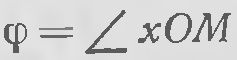 φ = ∠ xOM